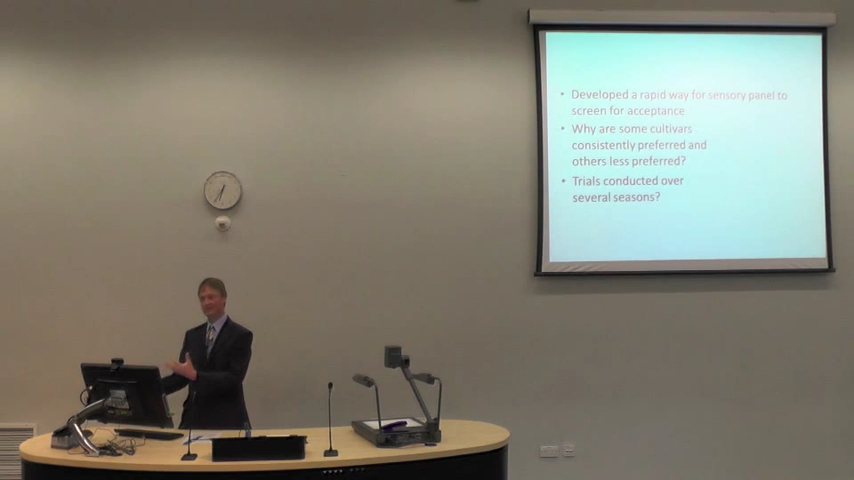 • Developed a rapid way for sensory panel to
screen for acceptance
• Why are some cultivars
consistently preferred and
others less preferred?
• Trials conducted over
several seasons?